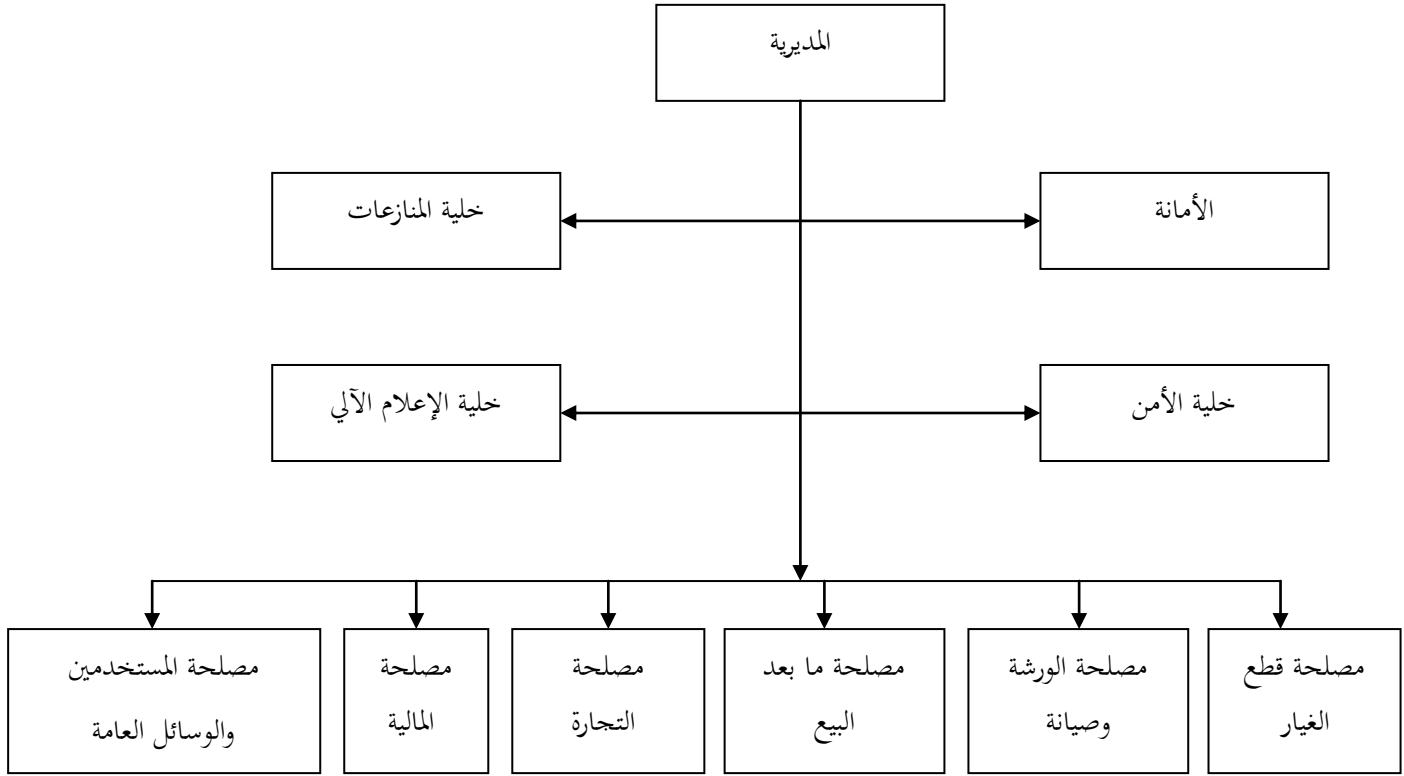 المديرية
الأمانة
خلية المنازعات
خلية الأمن
خلية الإعلام الآلي
مصلحة قطع
الغيار
مصلحة الورشة
وصيانة
مصلحة ما بعد
البيع
مصلحة
التجارة
مصلحة
المالية
مصلحة المستخدمين
والوسائل العامة